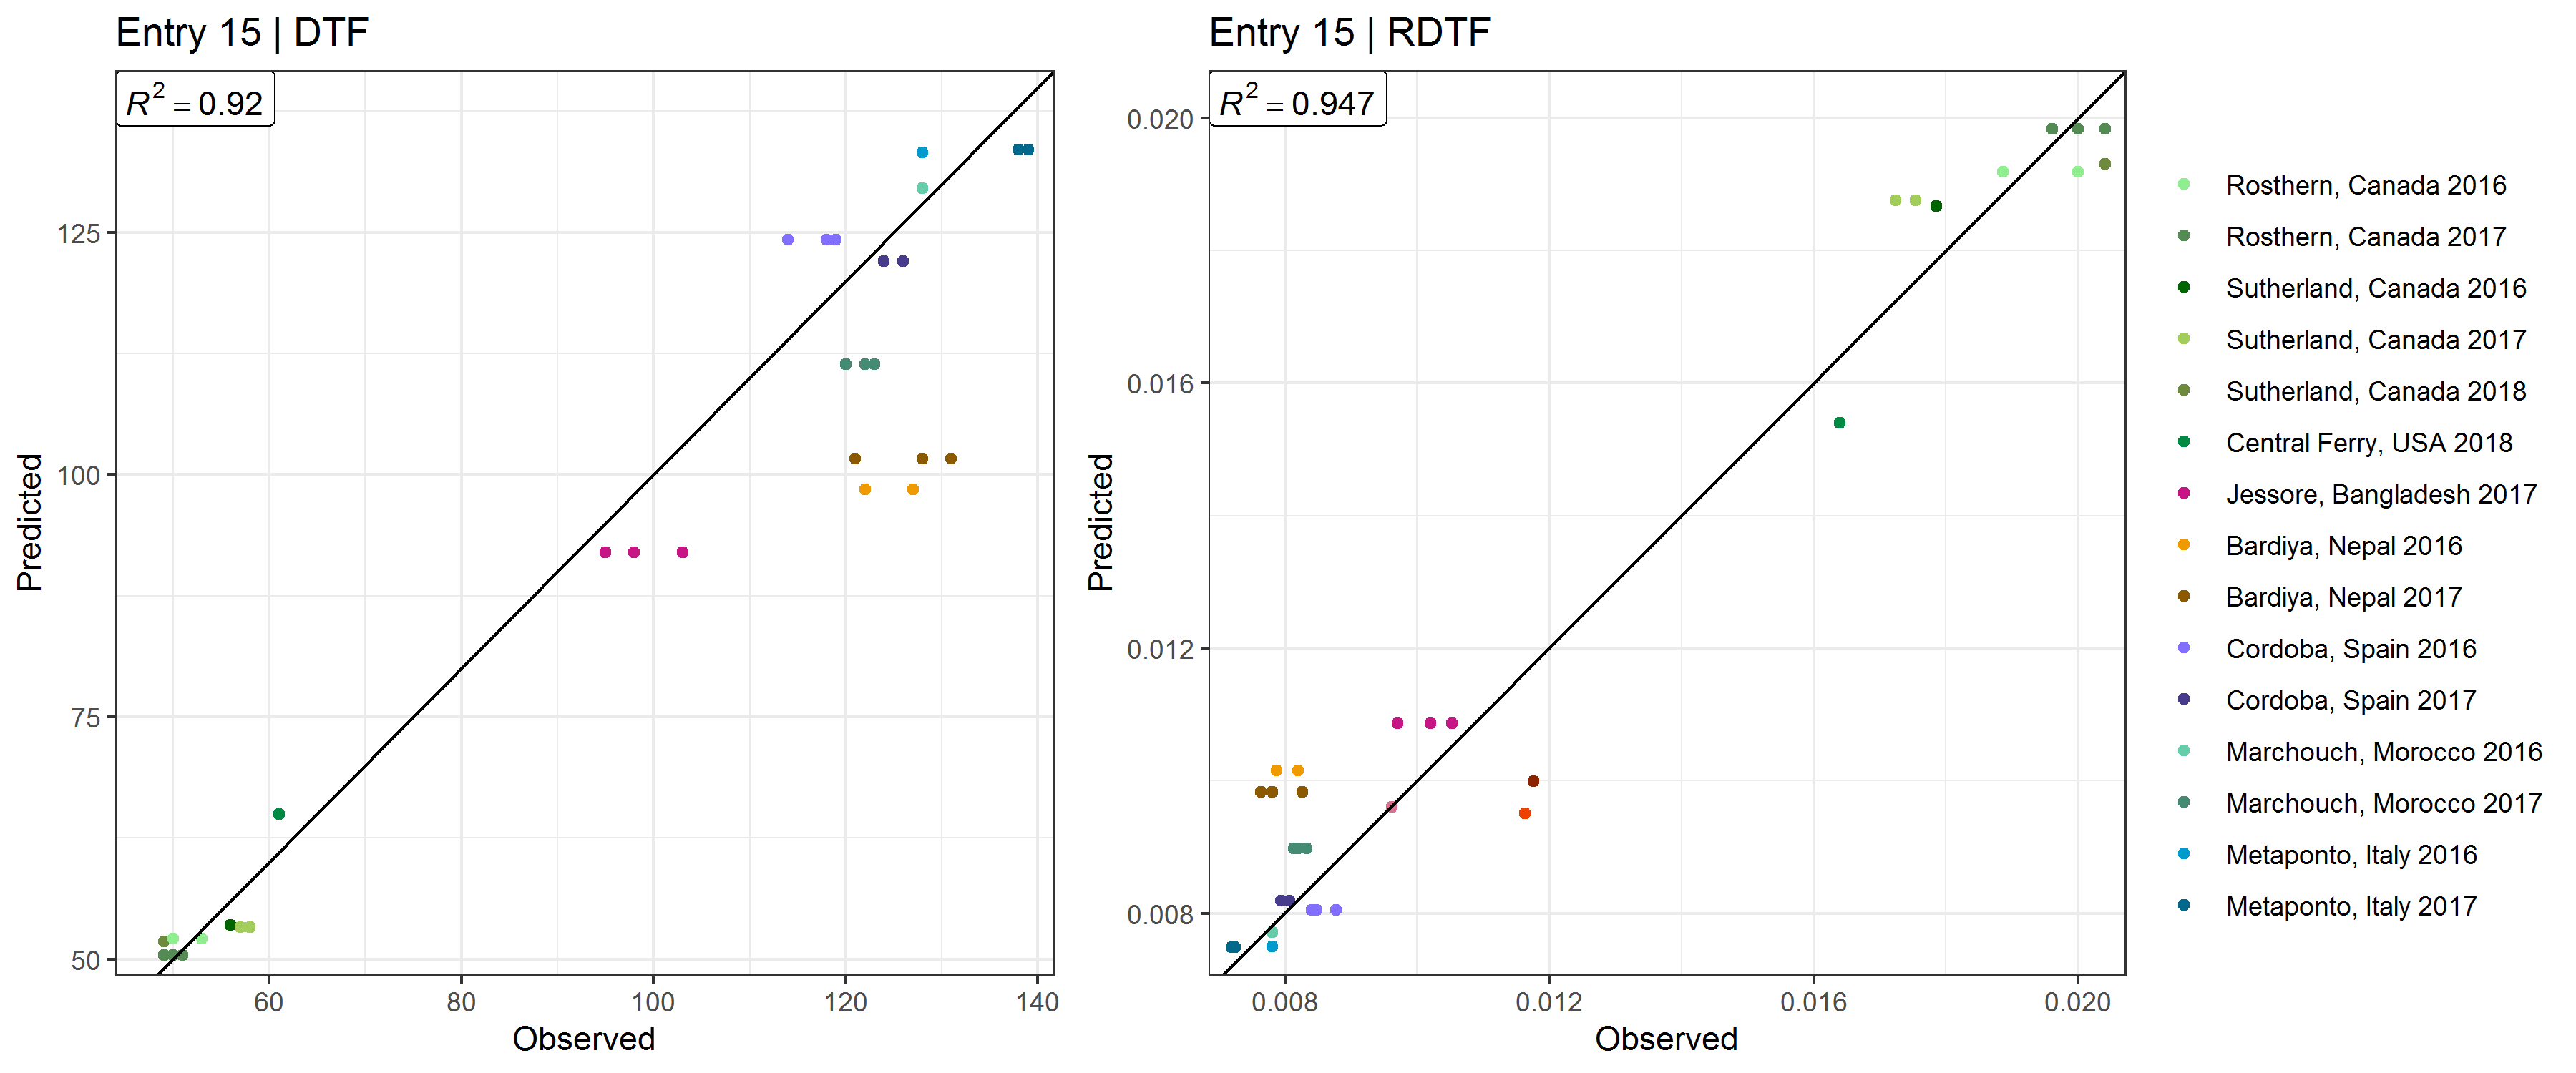 Entry 15 | DTF
R² = 0.92
125
100
75
50
60 80 100 120 140
Observed
Predicted
Entry 15 | RDTF
R² = 0.947
0.020
0.016
0.012
0.008
0.008 0.012 0.016 0.020
Observed
Predicted
Rosthern, Canada 2016
Rosthern, Canada 2017
Sutherland, Canada 2016
Sutherland, Canada 2017
Sutherland, Canada 2018
Central Ferry, USA 2018
Jessore, Bangladesh 2017
Bardiya, Nepal 2016
Bardiya, Nepal 2017
Cordoba, Spain 2016
Cordoba, Spain 2017
Marchouch, Morocco 2016
Marchouch, Morocco 2017
Metaponto, Italy 2016
Metaponto, Italy 2017